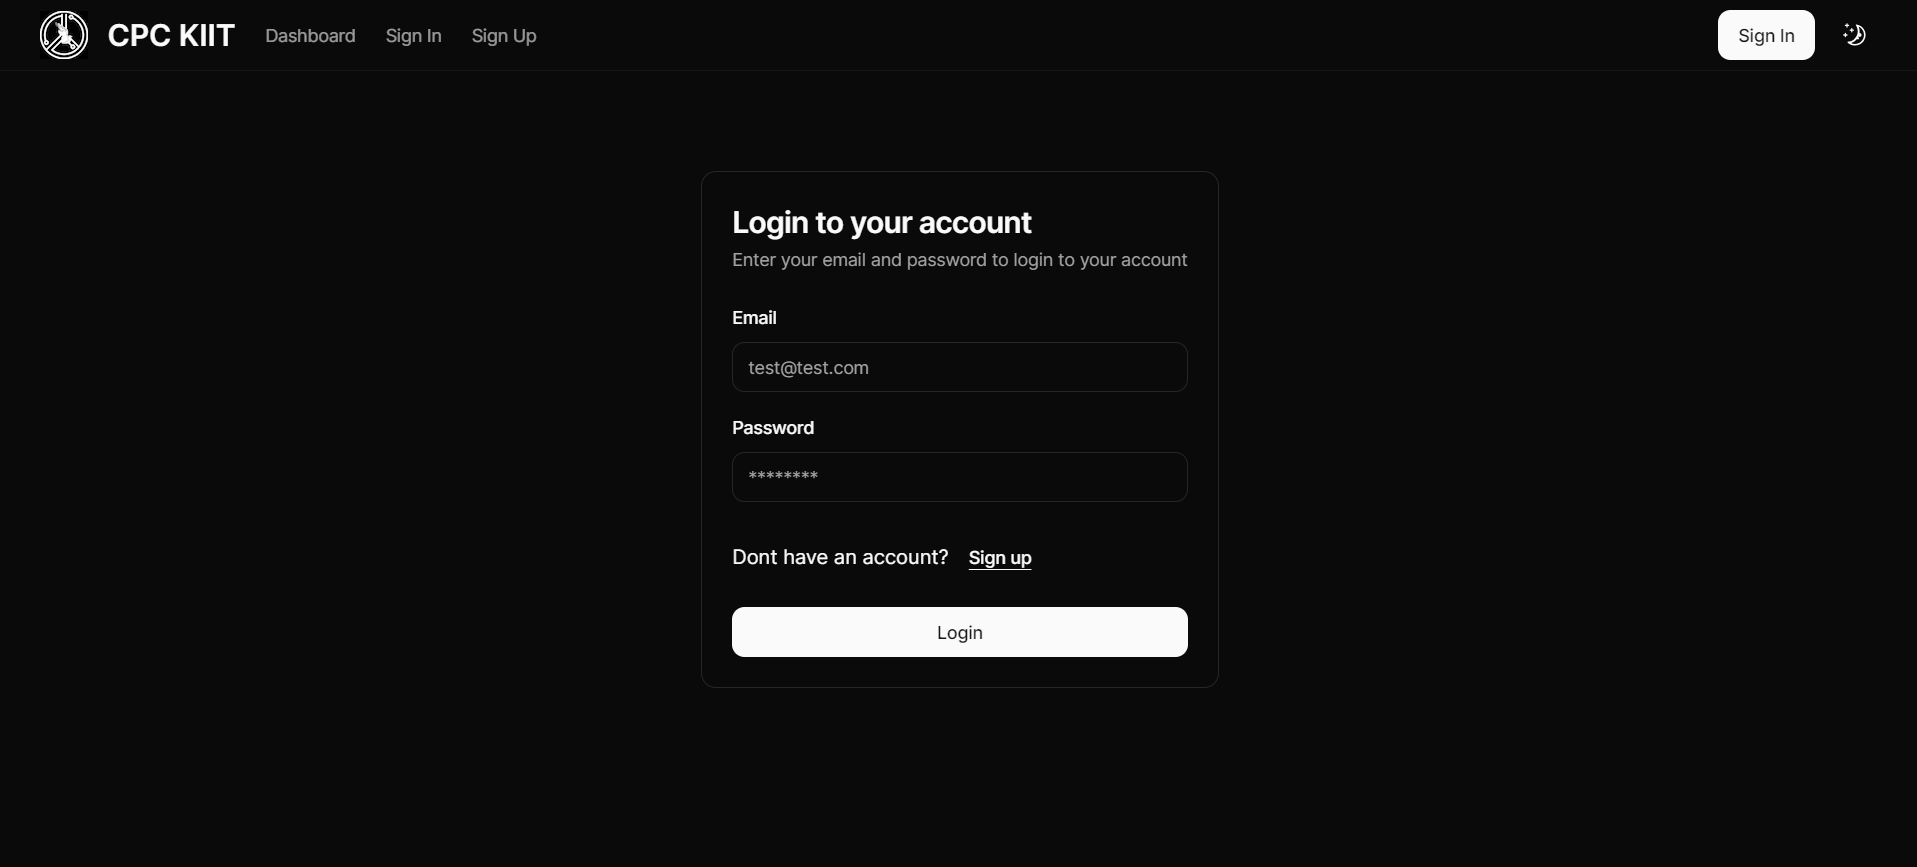 CPC KIIT Dashboard Sign In Sign Up Sign In
Login to your account
Enter your email and password to login to your account
Email
test@test.com
Password
********
Dont have an account? Sign up
Login